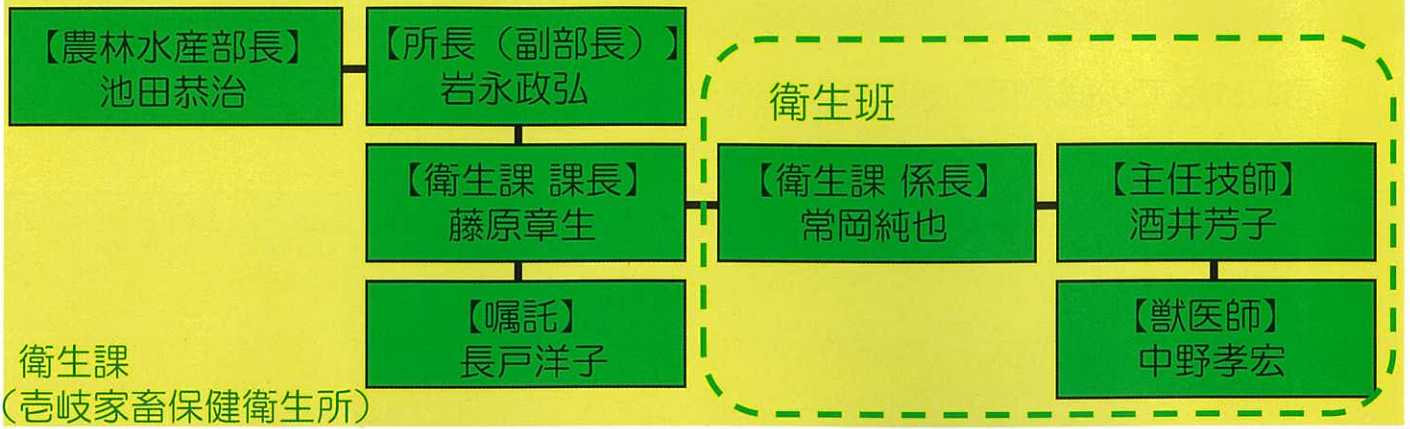 【農林水産部長】
池田恭治
【所長（副部長）】
岩永政弘
衛生班
【衛生課 課長】
藤原章生
【衛生課 係長】
常岡純也
【主任技師】
酒井芳子
【嘱託】
長戸洋子
【獣医師】
中野孝宏
衛生課
（壱岐家畜保健衛生所）